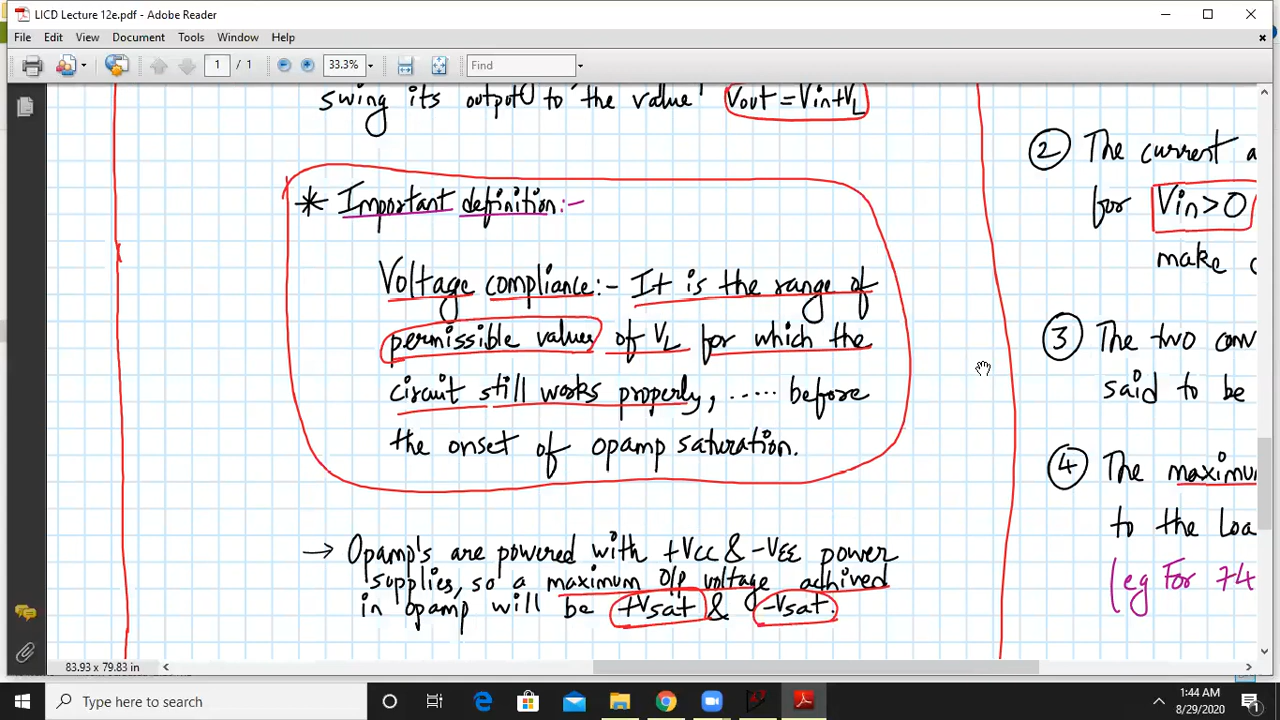 LICD Lecture 12e.pdf - Adobe Reader
File Edit View Document Tools Window Help
1 / 1 33.3% Find
swing its output to the value Vout = Vin+VL
* Important definition:-
Voltage compliance:- It is the range of
permissible values of VL for which the
circuit still works properly, ..... before
the onset of opamp saturation.
→ Opamp's are powered with +VCC & -VEE power
supplies, so a maximum o/p voltage achived
in opamp will be +Vsat & -Vsat.
2 The current a
for Vin > 0
make
3 The two conv
said to be
4 The maximum
to the loa
(eg For 74
83.93 x 79.83 in
Type here to search
1:44 AM
8/29/2020
1